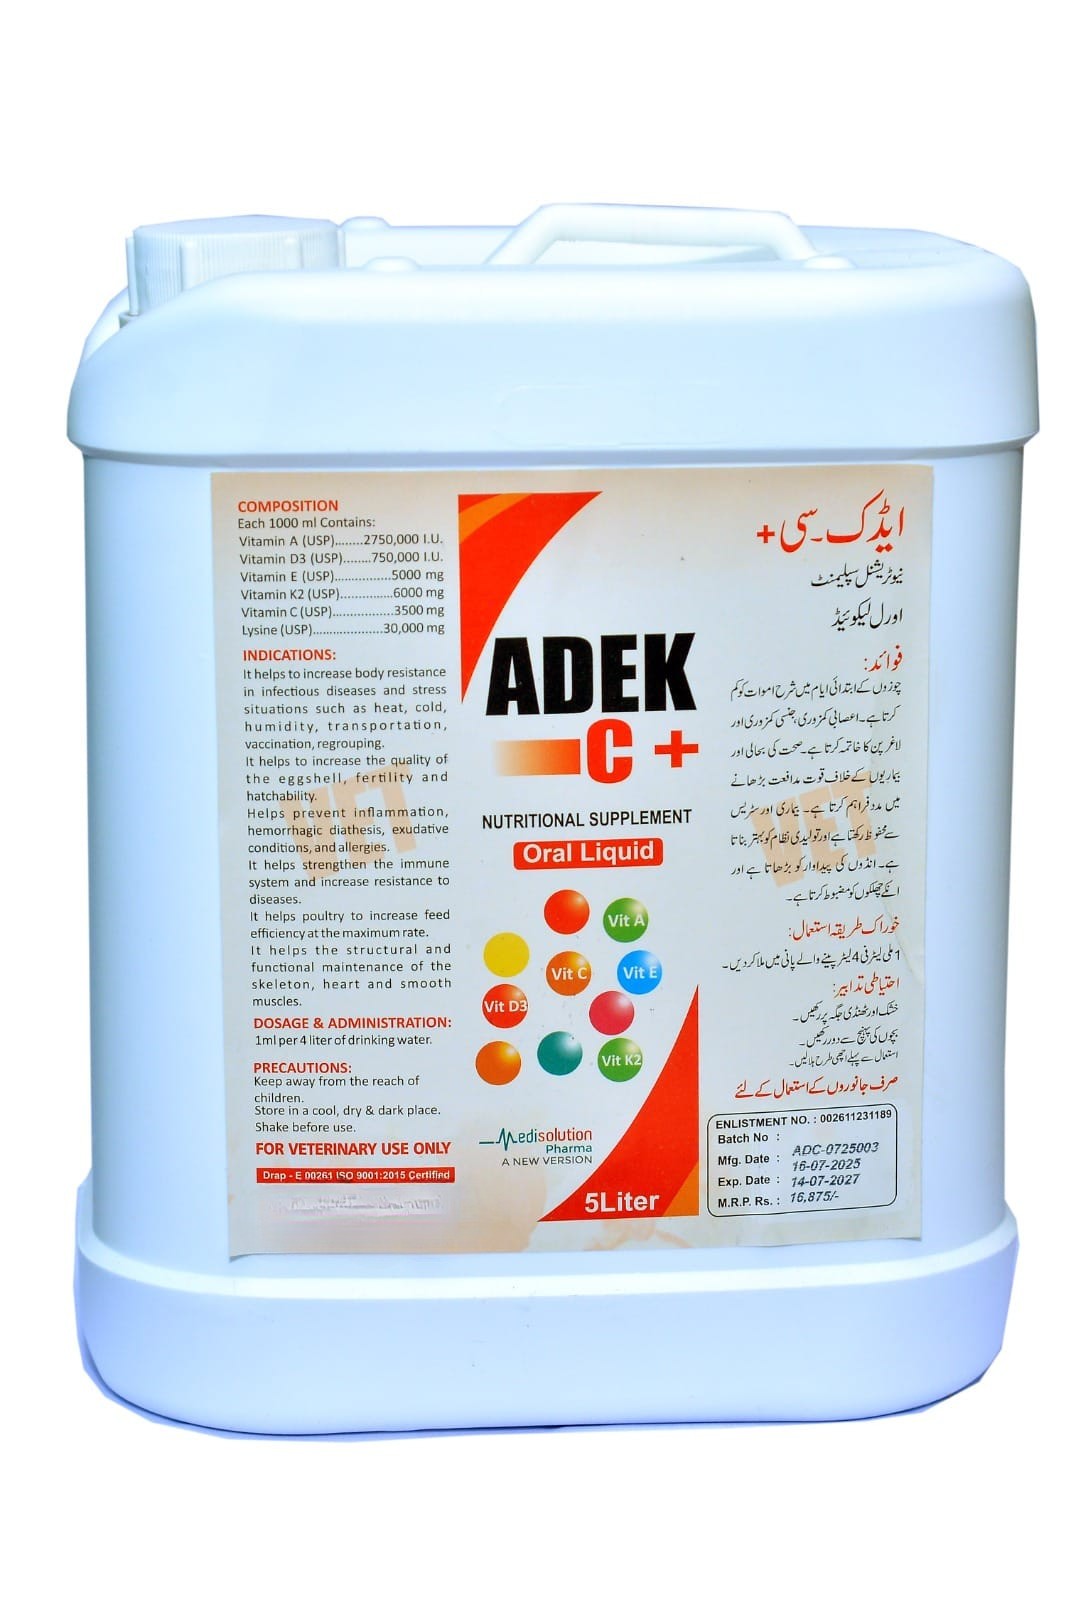 COMPOSITION
Each 1000 ml Contains:
Vitamin A (USP)........2750,000 I.U.
Vitamin D3 (USP).......750,000 I.U.
Vitamin E (USP)................5000 mg
Vitamin K2 (USP)...............6000 mg
Vitamin C (USP)..................3500 mg
Lysine (USP).....................30,000 mg
INDICATIONS:
It helps to increase body resistance
in infectious diseases and stress
situations such as heat, cold,
humidity, transportation,
vaccination, regrouping.
It helps to increase the quality of
the eggshell, fertility and
hatchability.
Helps prevent inflammation,
hemorrhagic diathesis, exudative
conditions, and allergies.
It helps strengthen the immune
system and increase resistance to
diseases.
It helps poultry to increase feed
efficiency at the maximum rate.
It helps the structural and
functional maintenance of the
skeleton, heart and smooth
muscles.
DOSAGE & ADMINISTRATION:
1ml per 4 liter of drinking water.
PRECAUTIONS:
Keep away from the reach of
children.
Store in a cool, dry & dark place.
Shake before use.
FOR VETERINARY USE ONLY
Drap - E 00261 ISO 9001:2015 Certified
VET
ADEK
C +
NUTRITIONAL SUPPLEMENT
Oral Liquid
Vit A
Vit C
Vit E
Vit D3
Vit K2
Medisolution
Pharma
A NEW VERSION
5Liter
ایڈک۔سی +
نیوٹریشنل سپلیمنٹ
اورل لیکوئیڈ
فوائد:
چوزوں کے ابتدائی ایام میں شرح اموات کو کم
کرتا ہے۔ اعصابی کمزوری، جنسی کمزوری اور
لاغر پن کا خاتمہ کرتا ہے۔ صحت کی بحالی اور
بیماریوں کے خلاف قوت مدافعت بڑھانے
میں مدد فراہم کرتا ہے۔ بیماری اور سٹریس
سے محفوظ رکھتا ہے اور تولیدی نظام کو بہتر بناتا
ہے۔ انڈوں کی پیداوار کو بڑھاتا ہے اور
انکے چھلکوں کو مضبوط کرتا ہے۔
خوراک طریقہ استعمال:
1 ملی لیٹر فی 4 لیٹر پینے والے پانی میں ملا کر دیں۔
احتیاطی تدابیر:
خشک اور ٹھنڈی جگہ پر رکھیں۔
بچوں کی پہنچ سے دور رکھیں۔
استعمال سے پہلے اچھی طرح ہلالیں۔
صرف جانوروں کے استعمال کے لئے
VET
ENLISTMENT NO. : 002611231189
Batch No : ADC-0725003
Mfg. Date : 16-07-2025
Exp. Date : 14-07-2027
M.R.P. Rs. : 16,875/-